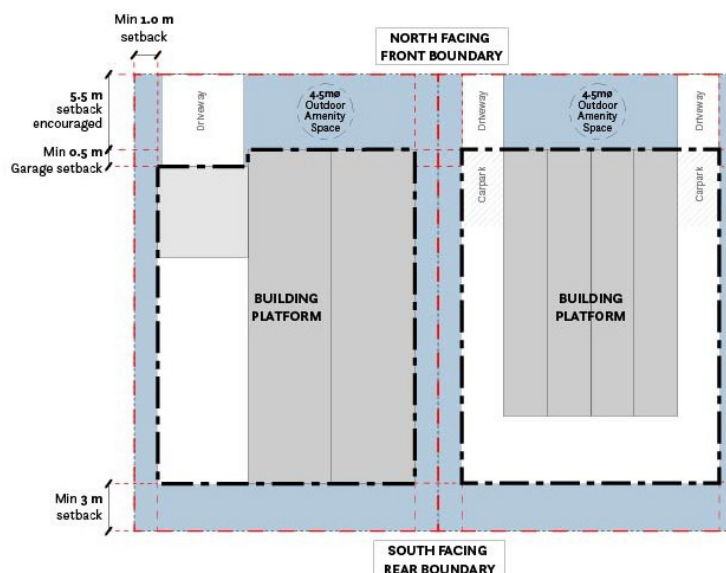 Min 1.0 m
setback
NORTH FACING
FRONT BOUNDARY
5.5 m
setback
encouraged
Driveway
4.5mø
Outdoor
Amenity
Space
Driveway
4.5mø
Outdoor
Amenity
Space
Driveway
Min 0.5 m
Garage setback
Carpark
Carpark
BUILDING
PLATFORM
BUILDING
PLATFORM
Min 3 m
setback
SOUTH FACING
REAR BOUNDARY